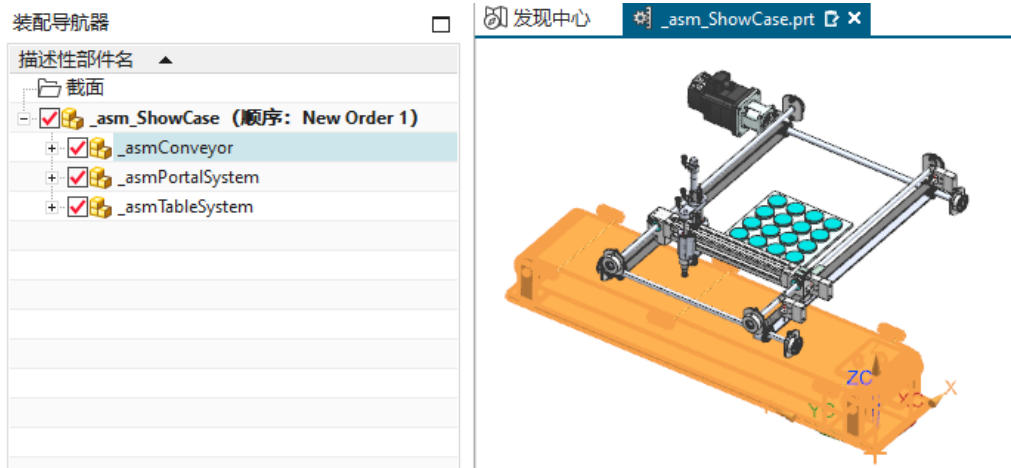 装配导航器
描述性部件名
截面
_asm_ShowCase（顺序：New Order 1）
_asmConveyor
_asmPortalSystem
_asmTableSystem
发现中心
_asm_ShowCase.prt
ZC
X
XC
YC